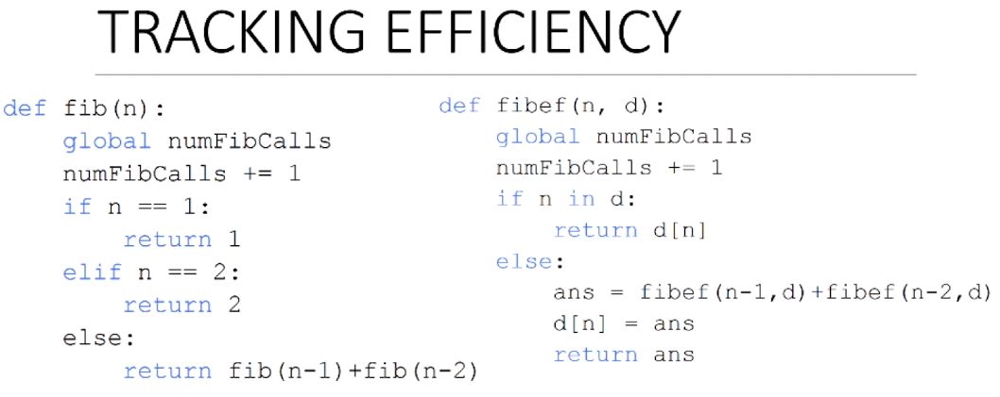 TRACKING EFFICIENCY
def fib(n):
global numFibCalls
numFibCalls += 1
if n == 1:
return 1
elif n == 2:
return 2
else:
return fib(n-1)+fib(n-2)
def fibef(n, d):
global numFibCalls
numFibCalls += 1
if n in d:
return d[n]
else:
ans = fibef(n-1,d)+fibef(n-2,d)
d[n] = ans
return ans